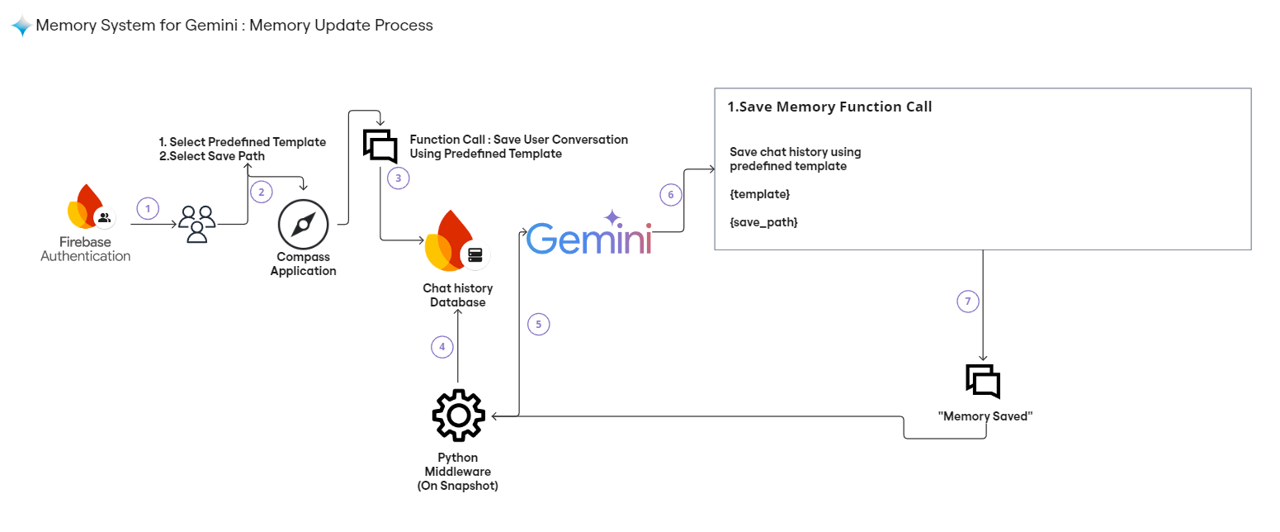 Memory System for Gemini : Memory Update Process
1.Save Memory Function Call
1. Select Predefined Template
2.Select Save Path
Function Call : Save User Conversation
Using Predefined Template
Save chat history using
predefined template
{template}
{save_path}
1
2
3
6
Firebase
Authentication
Compass
Application
Gemini
Chat history
Database
4
5
7
"Memory Saved"
Python
Middleware
(On Snapshot)